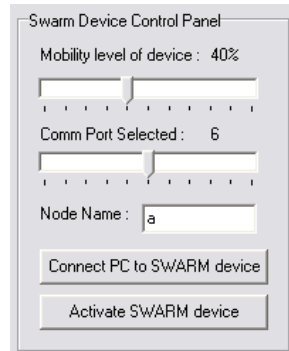 Swarm Device Control Panel
Mobility level of device : 40%
Comm Port Selected : 6
Node Name : a
Connect PC to SWARM device
Activate SWARM device